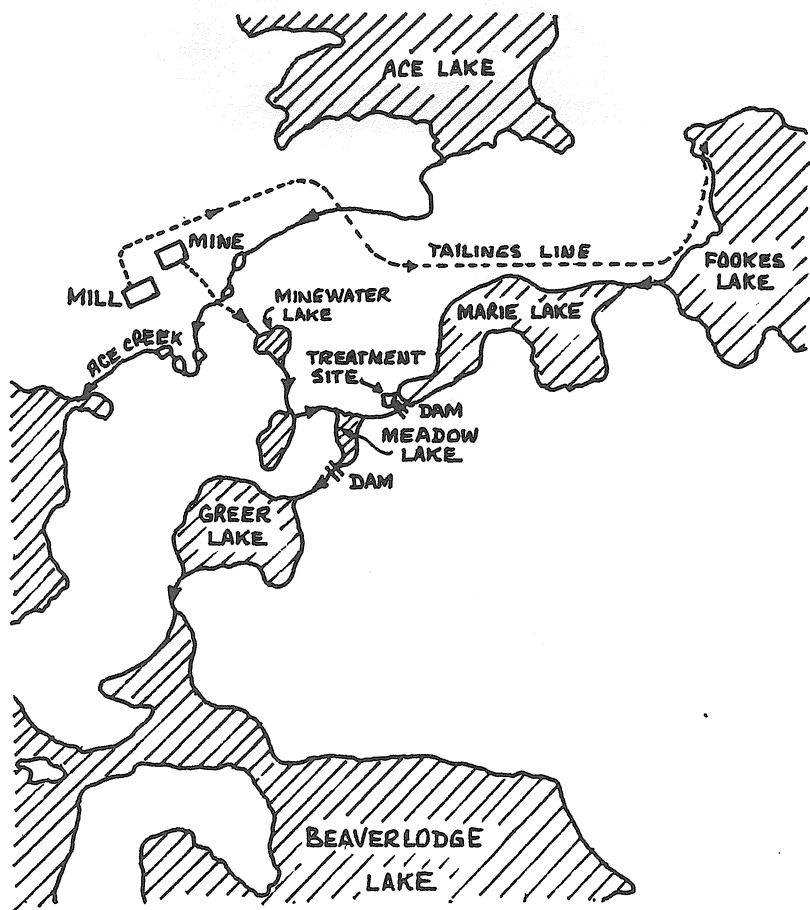 ACE LAKE
MINE
TAILINGS LINE
FOOKES
LAKE
MILL
MINEWATER
LAKE
MARIE LAKE
ACE CREEK
TREATMENT
SITE
DAM
MEADOW
LAKE
DAM
GREER
LAKE
BEAVERLODGE
LAKE